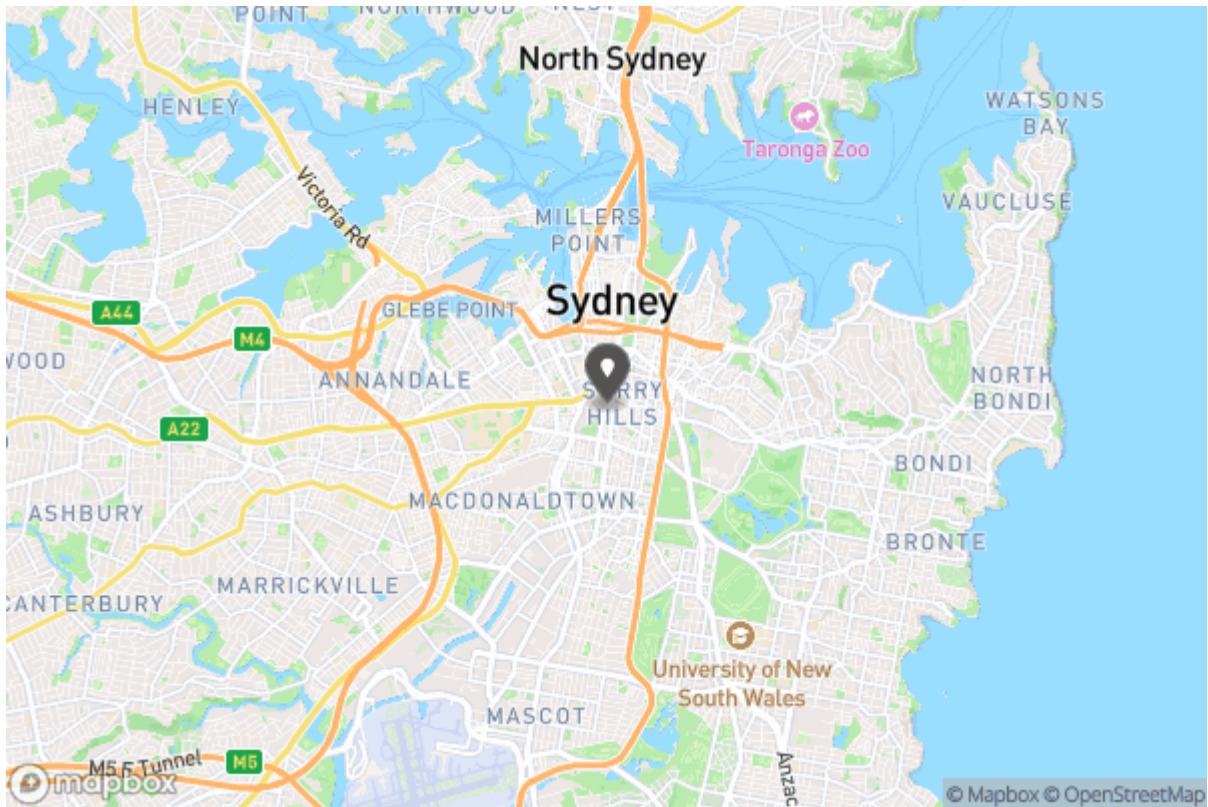 POINT
NORTHWOOD
NEST
North Sydney
HENLEY
WATSONS
BAY
Taronga Zoo
Victoria Rd
VAUCLUSE
MILLERS
POINT
Sydney
GLEBE POINT
A44
M4
WOOD
ANNANDALE
NORTH
BONDI
SURRY
HILLS
A22
BONDI
MACDONALDTOWN
ASHBURY
BRONTE
MARRICKVILLE
CANTERBURY
University of New
South Wales
MASCOT
M5 Tunnel
M5
Anzac
mapbox
© Mapbox © OpenStreetMap